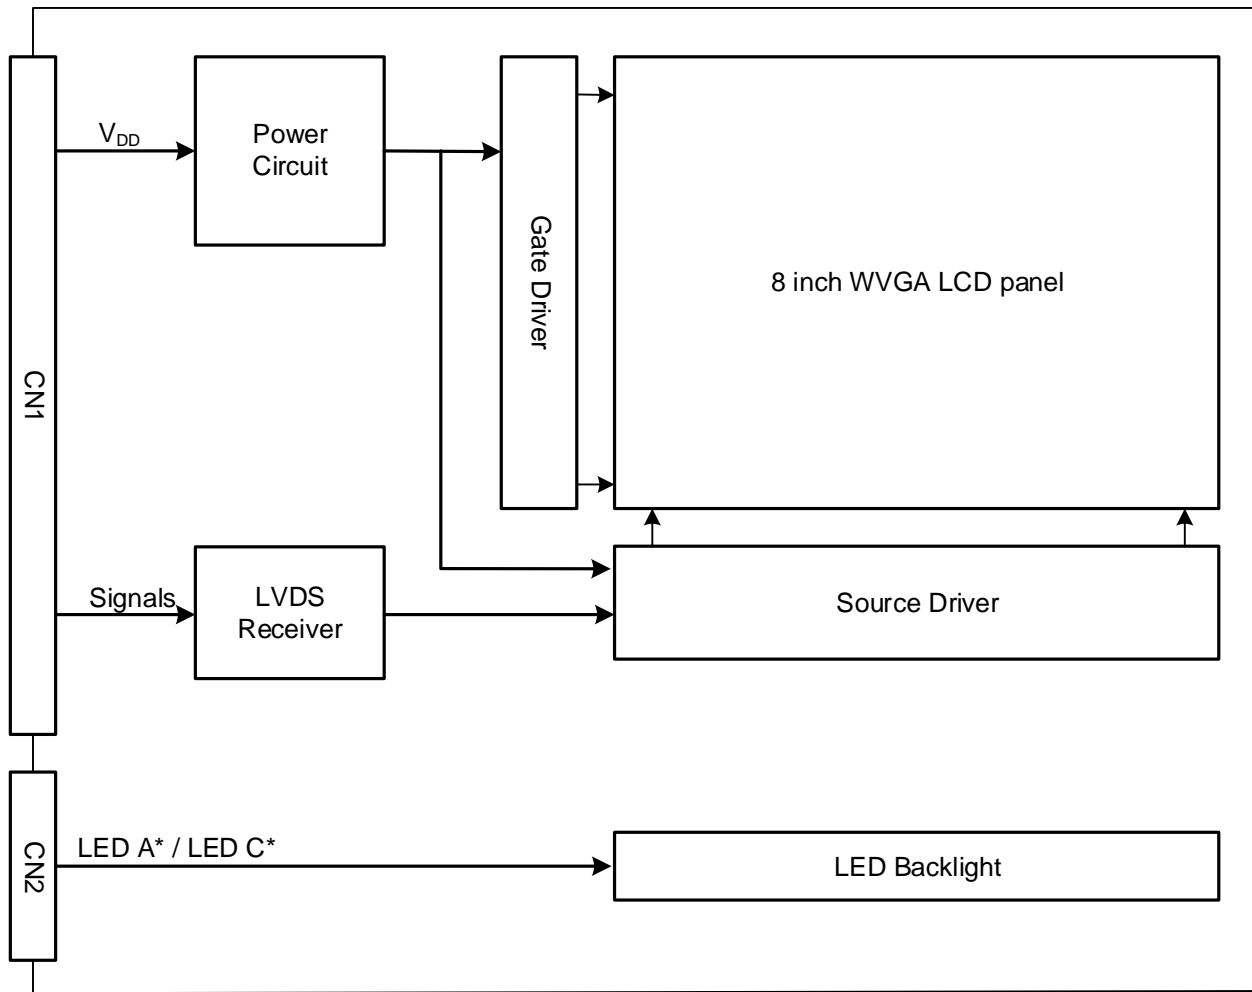 V_DD
Power
Circuit
Gate Driver
8 inch WVGA LCD panel
CN1
Signals
LVDS
Receiver
Source Driver
CN2
LED A* / LED C*
LED Backlight